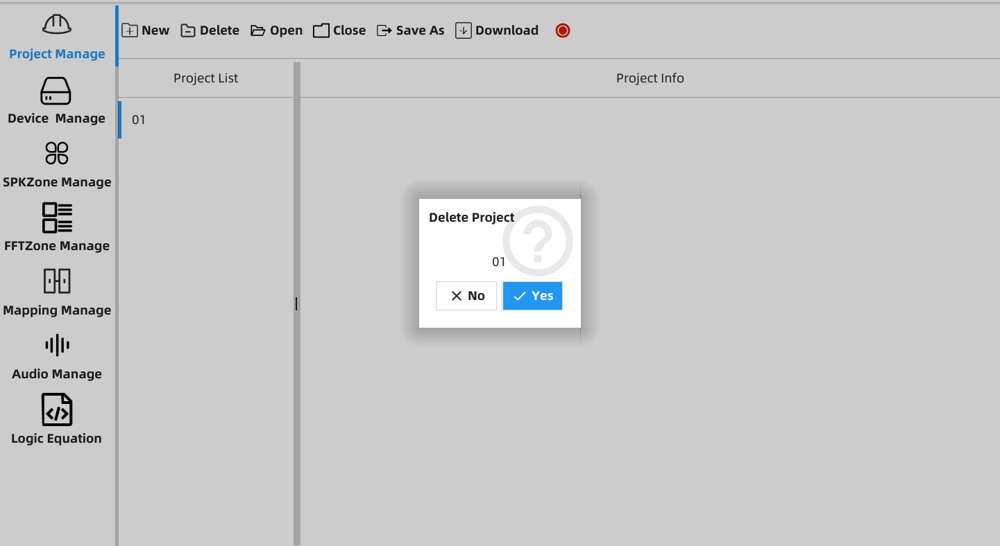 New Delete Open Close Save As Download
Project Manage
Device Manage
SPKZone Manage
FFTZone Manage
Mapping Manage
Audio Manage
Logic Equation
Project List
01
Project Info
Delete Project
01
No Yes